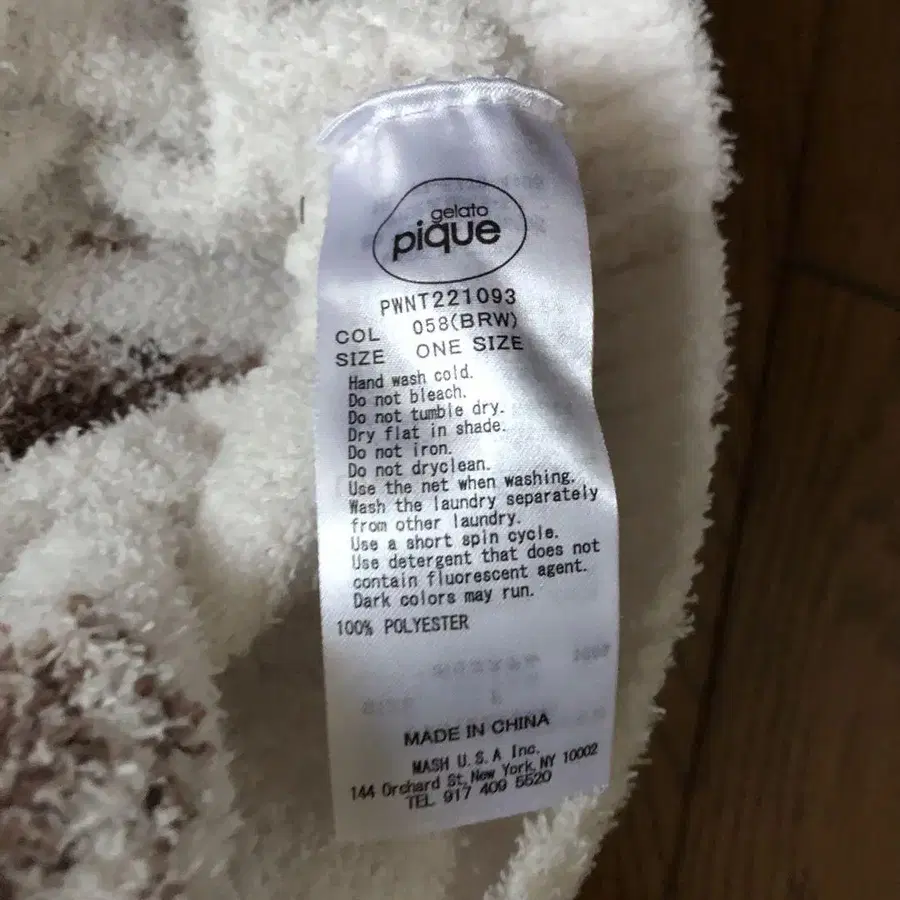 gelato
pique
PWNT221093
COL 058(BRW)
SIZE ONE SIZE
Hand wash cold.
Do not bleach.
Do not tumble dry.
Dry flat in shade.
Do not iron.
Do not dryclean.
Use the net when washing.
Wash the laundry separately
from other laundry.
Use a short spin cycle.
Use detergent that does not
contain fluorescent agent.
Dark colors may run.
100% POLYESTER
MADE IN CHINA
MASH U.S.A Inc.
144 Orchard St, New York, NY 10002
TEL 917 409 5520